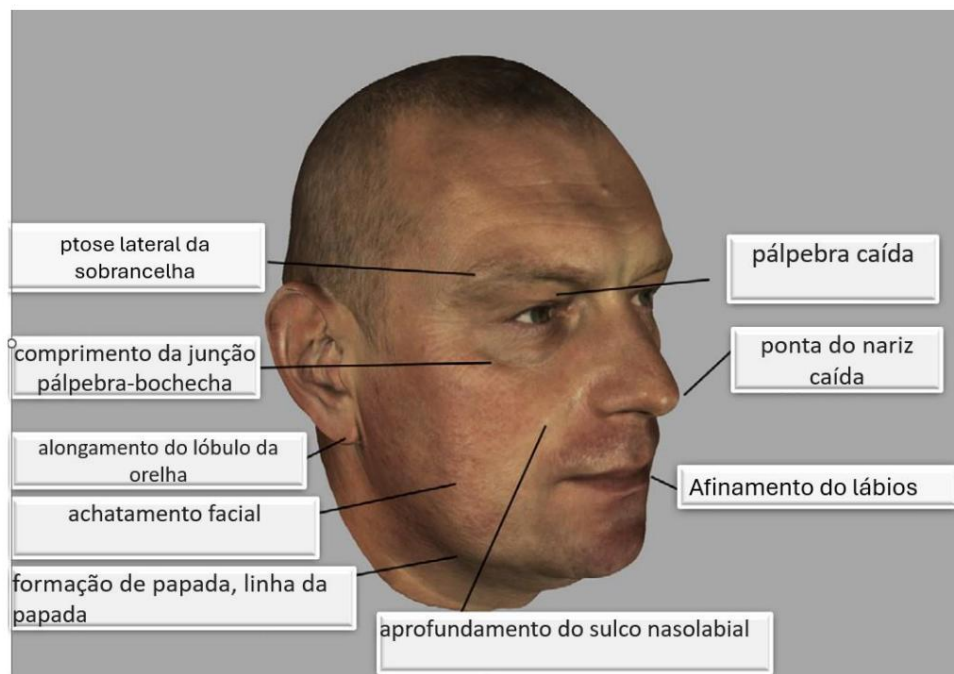 ptose lateral da
sobrancelha
pálpebra caída
comprimento da junção
pálpebra-bochecha
ponta do nariz
caída
alongamento do lóbulo da
orelha
Afinamento do lábios
achatamento facial
formação de papada, linha da
papada
aprofundamento do sulco nasolabial